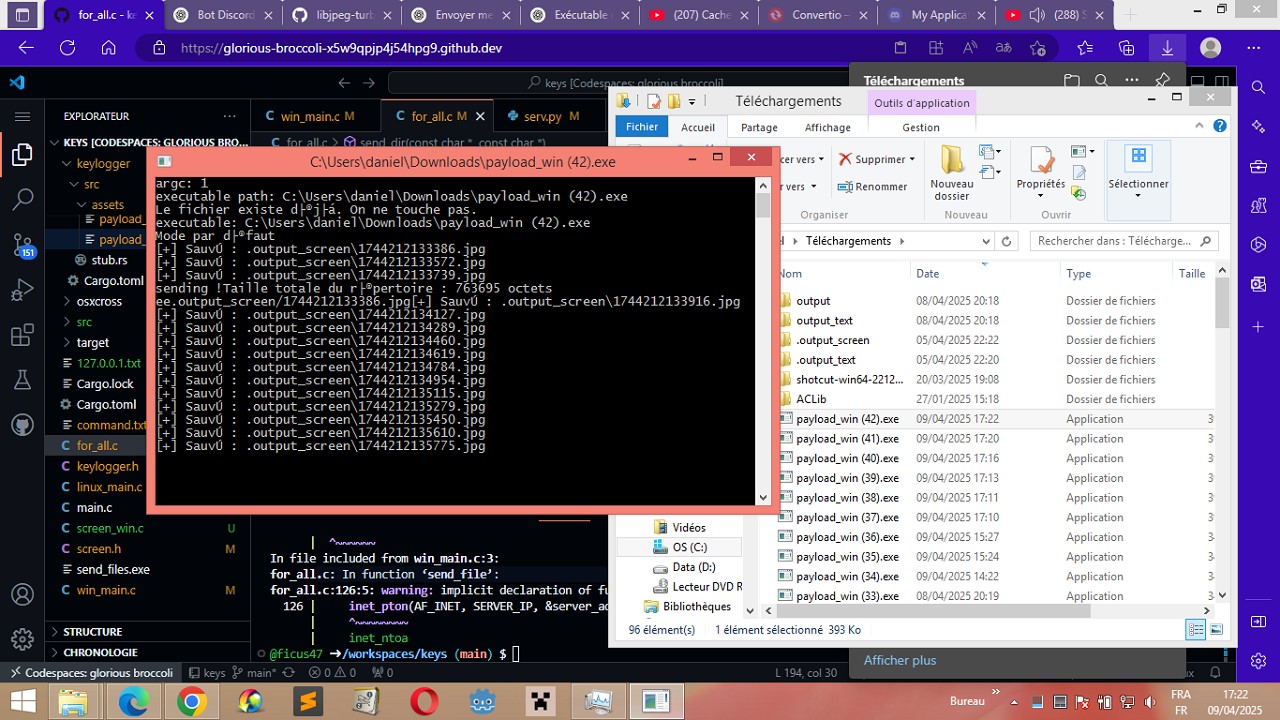 for_all.c - k
Bot Discord
libjpeg-turb
Envoyer me
Exécutable
(207) Cache
Convertio –
My Applica
(288) S
https://glorious-broccoli-x5w9qpjp4j54hpg9.github.dev
keys [Codespaces: glorious broccoli]
Téléchargements
EXPLORATEUR
KEYS [CODESPACES: GLORIOUS BRO...
keylogger
src
assets
payload_
payload_
stub.rs
Cargo.toml
osxcross
src
target
127.0.0.1.txt
Cargo.lock
Cargo.toml
command.txt
for_all.c
keylogger.h
linux_main.c
main.c
screen_win.c U
screen.h M
send_files.exe
win_main.c M
STRUCTURE
CHRONOLOGIE
151
win_main.c M
for_all.c M
serv.py M
for_all.c > send_dir(const char *, const char *)
C:\Users\daniel\Downloads\payload_win (42).exe
argc: 1
executable path: C:\Users\daniel\Downloads\payload_win (42).exe
Le fichier existe d├®j├á. On ne touche pas.
executable: C:\Users\daniel\Downloads\payload_win (42).exe
Mode par d├®faut
[+] SauvÚ : .output_screen\1744212133386.jpg
[+] SauvÚ : .output_screen\1744212133572.jpg
[+] SauvÚ : .output_screen\1744212133739.jpg
sending !Taille totale du r├®pertoire : 763695 octets
ee.output_screen/1744212133386.jpg[+] SauvÚ : .output_screen\1744212133916.jpg
[+] SauvÚ : .output_screen\1744212134127.jpg
[+] SauvÚ : .output_screen\1744212134289.jpg
[+] SauvÚ : .output_screen\1744212134460.jpg
[+] SauvÚ : .output_screen\1744212134619.jpg
[+] SauvÚ : .output_screen\1744212134784.jpg
[+] SauvÚ : .output_screen\1744212134954.jpg
[+] SauvÚ : .output_screen\1744212135115.jpg
[+] SauvÚ : .output_screen\1744212135279.jpg
[+] SauvÚ : .output_screen\1744212135450.jpg
[+] SauvÚ : .output_screen\1744212135610.jpg
[+] SauvÚ : .output_screen\1744212135775.jpg
| ^~~~~~~
In file included from win_main.c:3:
for_all.c: In function ‘send_file’:
for_all.c:126:5: warning: implicit declaration of fu
126 | inet_pton(AF_INET, SERVER_IP, &server_ad
| ^~~~~~~~~
| inet_ntoa
@ficus47 ➜/workspaces/keys (main) $
Téléchargements
Outils d'application
Fichier
Accueil
Partage
Affichage
Gestion
cer vers
vers
Supprimer
Renommer
Organiser
Nouveau
dossier
Nouveau
Propriétés
Ouvrir
Sélectionner
Téléchargements
Rechercher dans : Téléchargeme...
Nom
Date
Type
Taille
output 08/04/2025 20:18 Dossier de fichiers
output_text 08/04/2025 20:18 Dossier de fichiers
.output_screen 05/04/2025 22:22 Dossier de fichiers
.output_text 05/04/2025 22:20 Dossier de fichiers
shotcut-win64-2212... 20/03/2025 19:08 Dossier de fichiers
ACLib 27/01/2025 15:18 Dossier de fichiers
payload_win (42).exe 09/04/2025 17:22 Application
payload_win (41).exe 09/04/2025 17:20 Application
payload_win (40).exe 09/04/2025 17:16 Application
payload_win (39).exe 09/04/2025 17:13 Application
payload_win (38).exe 09/04/2025 17:11 Application
payload_win (37).exe 09/04/2025 17:10 Application
payload_win (36).exe 09/04/2025 15:27 Application
payload_win (35).exe 09/04/2025 15:24 Application
payload_win (34).exe 09/04/2025 14:22 Application
payload_win (33).exe 09/04/2025 20:19 Application
Vidéos
OS (C:)
Data (D:)
Lecteur DVD R
Bibliothèques
96 élément(s)
1 élément sélectionné 393 Ko
Afficher plus
Codespaces: glorious broccoli
keys
main*
0
0
0
L 194, col 30
Bureau
FRA
FR
17:22
09/04/2025